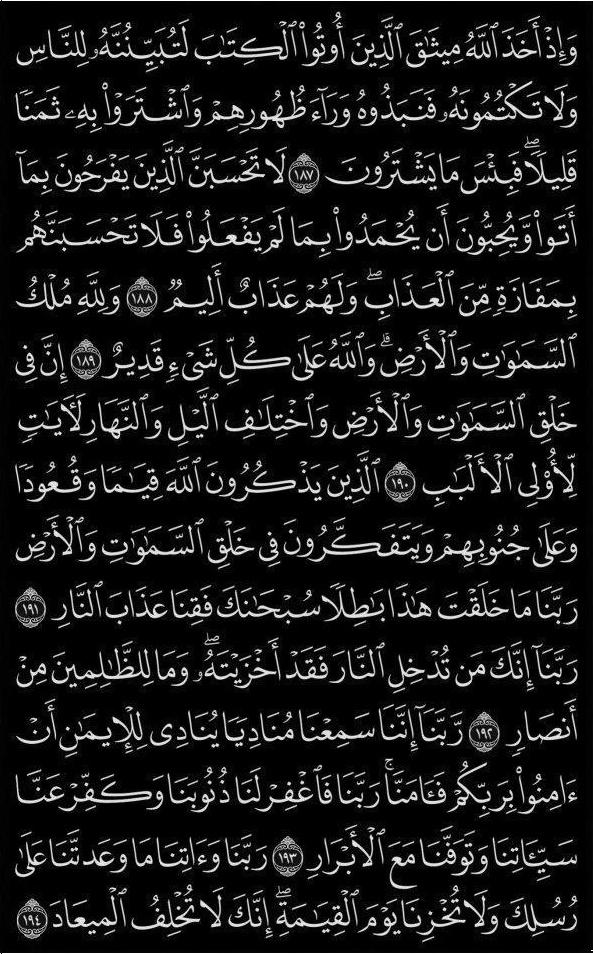 وَإِذْ أَخَذَ ٱللَّهُ مِيثَٰقَ ٱلَّذِينَ أُوتُوا۟ ٱلْكِتَٰبَ لَتُبَيِّنُنَّهُۥ لِلنَّاسِ
وَلَا تَكْتُمُونَهُۥ فَنَبَذُوهُ وَرَآءَ ظُهُورِهِمْ وَٱشْتَرَوْا۟ بِهِۦ ثَمَنًا
قَلِيلًا ۖ فَبِئْسَ مَا يَشْتَرُونَ ١٨٧ لَا تَحْسَبَنَّ ٱلَّذِينَ يَفْرَحُونَ بِمَآ
أَتَوا۟ وَّيُحِبُّونَ أَن يُحْمَدُوا۟ بِمَا لَمْ يَفْعَلُوا۟ فَلَا تَحْسَبَنَّهُم
بِمَفَازَةٍ مِّنَ ٱلْعَذَابِ ۖ وَلَهُمْ عَذَابٌ أَلِيمٌ ١٨٨ وَلِلَّهِ مُلْكُ
ٱلسَّمَٰوَٰتِ وَٱلْأَرْضِ ۗ وَٱللَّهُ عَلَىٰ كُلِّ شَىْءٍ قَدِيرٌ ١٨٩ إِنَّ فِى
خَلْقِ ٱلسَّمَٰوَٰتِ وَٱلْأَرْضِ وَٱخْتِلَٰفِ ٱلَّيْلِ وَٱلنَّهَارِ لَءَايَٰتٍ
لِّأُو۟لِى ٱلْأَلْبَٰبِ ١٩٠ ٱلَّذِينَ يَذْكُرُونَ ٱللَّهَ قِيَٰمًا وَقُعُودًا
وَعَلَىٰ جُنُوبِهِمْ وَيَتَفَكَّرُونَ فِى خَلْقِ ٱلسَّمَٰوَٰتِ وَٱلْأَرْضِ
رَبَّنَا مَا خَلَقْتَ هَٰذَا بَٰطِلًا سُبْحَٰنَكَ فَقِنَا عَذَابَ ٱلنَّارِ ١٩١
رَبَّنَآ إِنَّكَ مَن تُدْخِلِ ٱلنَّارَ فَقَدْ أَخْزَيْتَهُۥ ۖ وَمَا لِلظَّٰلِمِينَ مِنْ
أَنصَارٍ ١٩٢ رَّبَّنَآ إِنَّنَا سَمِعْنَا مُنَادِيًا يُنَادِى لِلْإِيمَٰنِ أَنْ
ءَامِنُوا۟ بِرَبِّكُمْ فَـَٔامَنَّا ۚ رَبَّنَا فَٱغْفِرْ لَنَا ذُنُوبَنَا وَكَفِّرْ عَنَّا
سَيِّـَٔاتِنَا وَتَوَفَّنَا مَعَ ٱلْأَبْرَارِ ١٩٣ رَبَّنَا وَءَاتِنَا مَا وَعَدتَّنَا عَلَىٰ
رُسُلِكَ وَلَا تُخْزِنَا يَوْمَ ٱلْقِيَٰمَةِ ۗ إِنَّكَ لَا تُخْلِفُ ٱلْمِيعَادَ ١٩٤